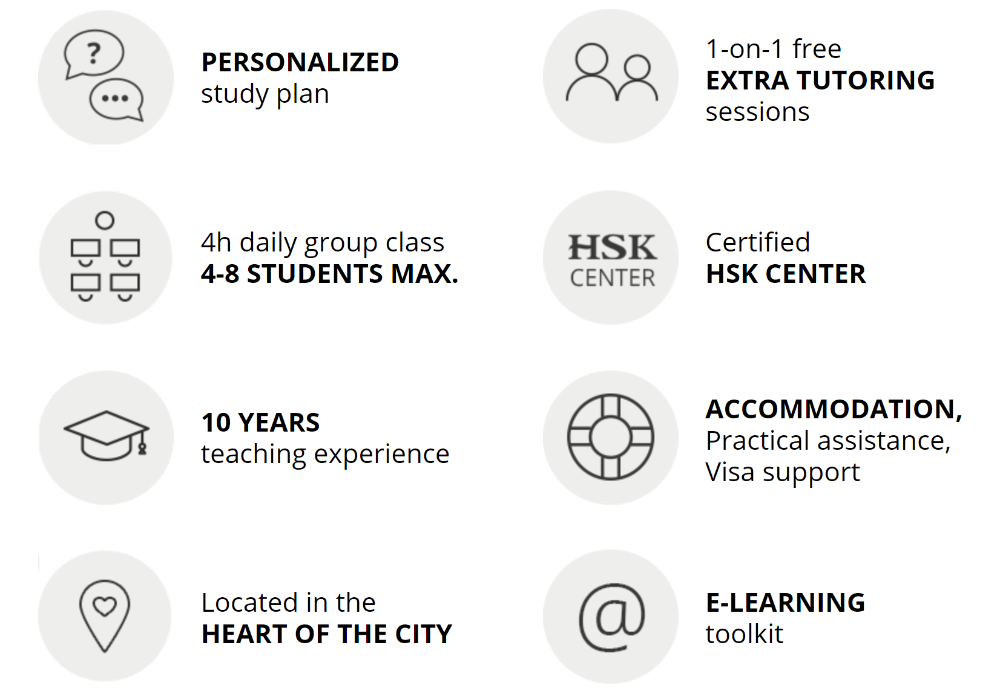 ?
PERSONALIZED
study plan
1-on-1 free
EXTRA TUTORING
sessions
4h daily group class
4-8 STUDENTS MAX.
HSK
CENTER
Certified
HSK CENTER
10 YEARS
teaching experience
ACCOMMODATION,
Practical assistance,
Visa support
Located in the
HEART OF THE CITY
@
E-LEARNING
toolkit